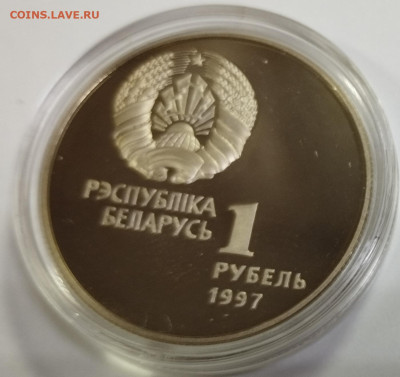 COINS.LAVE.RU
РЭСПУБЛІКА
БЕЛАРУСЬ
1
РУБЕЛЬ
1997